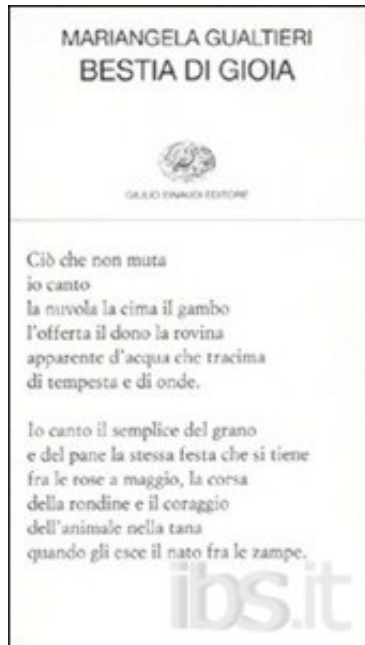 MARIANGELA GUALTIERI
BESTIA DI GIOIA
GIULIO EINAUDI EDITORE
Ciò che non muta
io canto
la nuvola la cima il gambo
l'offerta il dono la rovina
apparente d'acqua che tracima
di tempesta e di onde.
Io canto il semplice del grano
e del pane la stessa festa che si tiene
fra le rose a maggio, la corsa
della rondine e il coraggio
dell'animale nella tana
quando gli esce il nato fra le zampe.
ibs.it